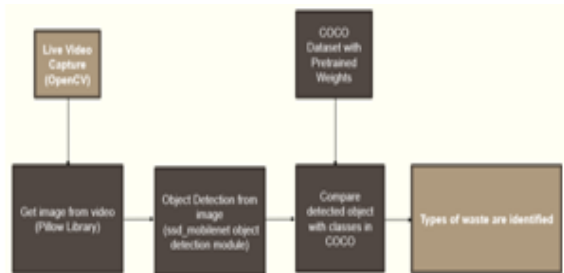 Live Video
Capture
(OpenCV)
COCO
Dataset with
Pretrained
Weights
Get image from video
(Pillow Library)
Object Detection from
image
(ssd_mobilenet object
detection module)
Compare
detected object
with classes in
COCO
Types of waste are identified